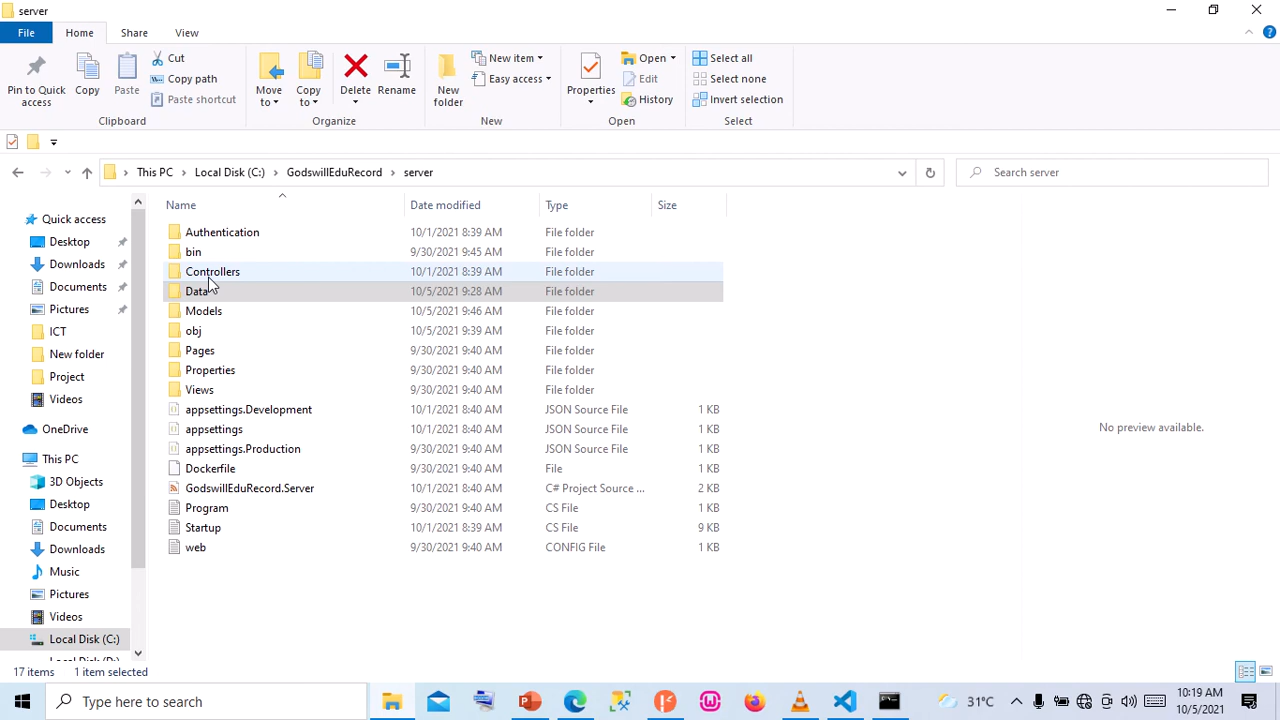 server
File Home Share View
Pin to Quick access
Copy
Paste
Cut
Copy path
Paste shortcut
Clipboard
Move to
Copy to
Delete
Rename
Organize
New folder
New item
Easy access
New
Properties
Open
Edit
History
Open
Select all
Select none
Invert selection
Select
This PC Local Disk (C:) GodswillEduRecord server
Search server
Name Date modified Type Size
Quick access
Desktop
Downloads
Documents
Pictures
ICT
New folder
Project
Videos
OneDrive
This PC
3D Objects
Desktop
Documents
Downloads
Music
Pictures
Videos
Local Disk (C:)
Authentication 10/1/2021 8:39 AM File folder
bin 9/30/2021 9:45 AM File folder
Controllers 10/1/2021 8:39 AM File folder
Data 10/5/2021 9:28 AM File folder
Models 10/5/2021 9:46 AM File folder
obj 10/5/2021 9:39 AM File folder
Pages 9/30/2021 9:40 AM File folder
Properties 9/30/2021 9:40 AM File folder
Views 9/30/2021 9:40 AM File folder
appsettings.Development 10/1/2021 8:40 AM JSON Source File 1 KB
appsettings 10/1/2021 8:40 AM JSON Source File 1 KB
appsettings.Production 9/30/2021 9:40 AM JSON Source File 1 KB
Dockerfile 9/30/2021 9:40 AM File 1 KB
GodswillEduRecord.Server 10/1/2021 8:40 AM C# Project Source ... 2 KB
Program 9/30/2021 9:40 AM CS File 1 KB
Startup 10/1/2021 8:39 AM CS File 9 KB
web 9/30/2021 9:40 AM CONFIG File 1 KB
No preview available.
17 items 1 item selected
Type here to search
31°C
10:19 AM
10/5/2021